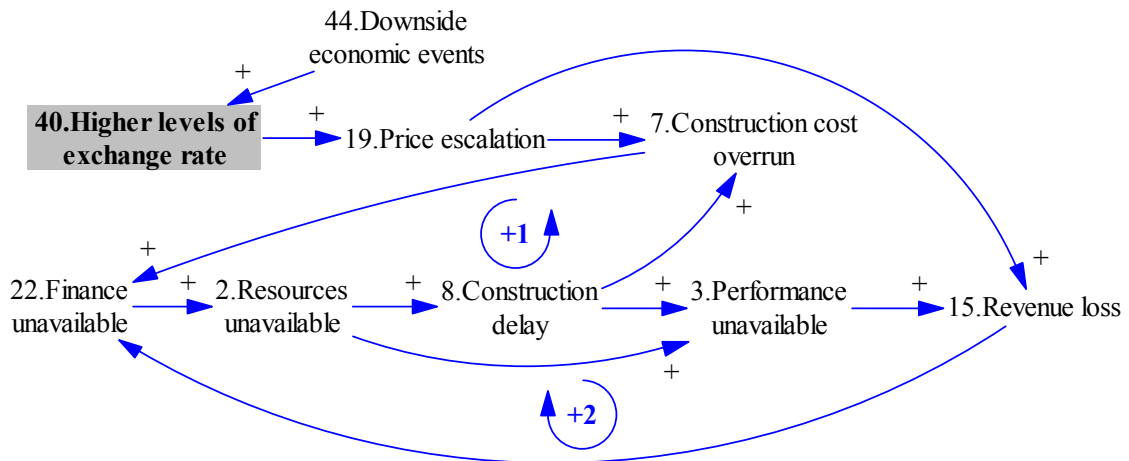 44.Downside
economic events
+
40.Higher levels of
exchange rate
+
19.Price escalation
+
7.Construction cost
overrun
+
+1
+
+
22.Finance
unavailable
+
2.Resources
unavailable
+
8.Construction
delay
+
3.Performance
unavailable
+
15.Revenue loss
+
+2